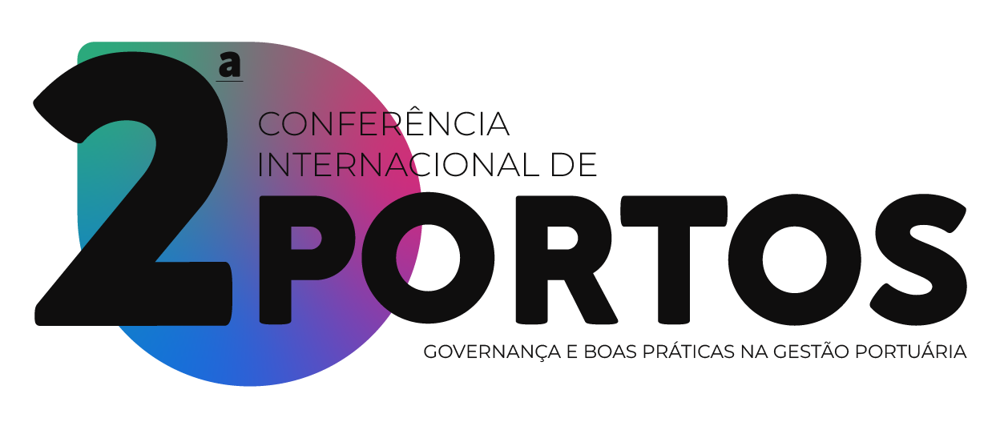 2ª
CONFERÊNCIA
INTERNACIONAL DE
PORTOS
GOVERNANÇA E BOAS PRÁTICAS NA GESTÃO PORTUÁRIA